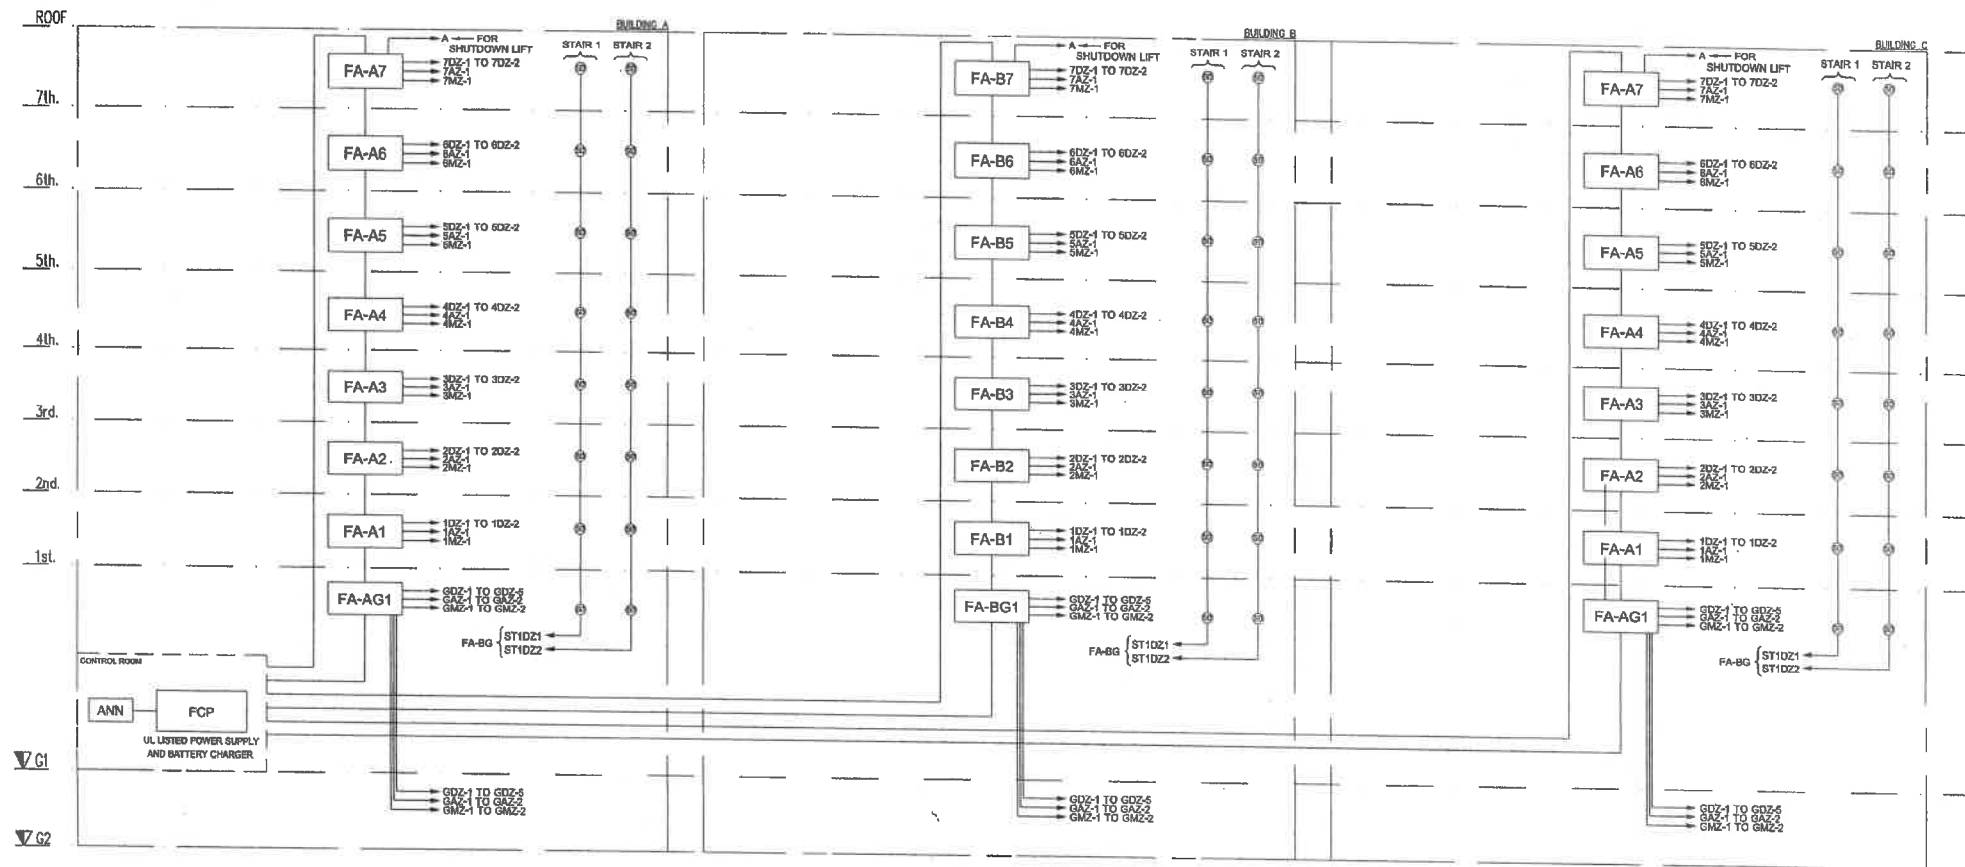 ROOF
7th.
6th.
5th.
4th.
3rd.
2nd.
1st.
G1
G2
BUILDING A
A ← FOR
SHUTDOWN LIFT
STAIR 1
STAIR 2
FA-A7
7DZ-1 TO 7DZ-2
7AZ-1
7MZ-1
FA-A6
6DZ-1 TO 6DZ-2
6AZ-1
6MZ-1
FA-A5
5DZ-1 TO 5DZ-2
5AZ-1
5MZ-1
FA-A4
4DZ-1 TO 4DZ-2
4AZ-1
4MZ-1
FA-A3
3DZ-1 TO 3DZ-2
3AZ-1
3MZ-1
FA-A2
2DZ-1 TO 2DZ-2
2AZ-1
2MZ-1
FA-A1
1DZ-1 TO 1DZ-2
1AZ-1
1MZ-1
FA-AG1
GDZ-1 TO GDZ-5
GAZ-1 TO GAZ-2
GMZ-1 TO GMZ-2
FA-BG
ST1DZ1
ST1DZ2
CONTROL ROOM
ANN
FCP
UL LISTED POWER SUPPLY
AND BATTERY CHARGER
GDZ-1 TO GDZ-5
GAZ-1 TO GAZ-2
GMZ-1 TO GMZ-2
BUILDING B
A ← FOR
SHUTDOWN LIFT
STAIR 1
STAIR 2
FA-B7
7DZ-1 TO 7DZ-2
7AZ-1
7MZ-1
FA-B6
6DZ-1 TO 6DZ-2
6AZ-1
6MZ-1
FA-B5
5DZ-1 TO 5DZ-2
5AZ-1
5MZ-1
FA-B4
4DZ-1 TO 4DZ-2
4AZ-1
4MZ-1
FA-B3
3DZ-1 TO 3DZ-2
3AZ-1
3MZ-1
FA-B2
2DZ-1 TO 2DZ-2
2AZ-1
2MZ-1
FA-B1
1DZ-1 TO 1DZ-2
1AZ-1
1MZ-1
FA-BG1
GDZ-1 TO GDZ-5
GAZ-1 TO GAZ-2
GMZ-1 TO GMZ-2
FA-BG
ST1DZ1
ST1DZ2
GDZ-1 TO GDZ-5
GAZ-1 TO GAZ-2
GMZ-1 TO GMZ-2
BUILDING C
A ← FOR
SHUTDOWN LIFT
STAIR 1
STAIR 2
FA-A7
7DZ-1 TO 7DZ-2
7AZ-1
7MZ-1
FA-A6
6DZ-1 TO 6DZ-2
6AZ-1
6MZ-1
FA-A5
5DZ-1 TO 5DZ-2
5AZ-1
5MZ-1
FA-A4
4DZ-1 TO 4DZ-2
4AZ-1
4MZ-1
FA-A3
3DZ-1 TO 3DZ-2
3AZ-1
3MZ-1
FA-A2
2DZ-1 TO 2DZ-2
2AZ-1
2MZ-1
FA-A1
1DZ-1 TO 1DZ-2
1AZ-1
1MZ-1
FA-AG1
GDZ-1 TO GDZ-5
GAZ-1 TO GAZ-2
GMZ-1 TO GMZ-2
FA-BG
ST1DZ1
ST1DZ2
GDZ-1 TO GDZ-5
GAZ-1 TO GAZ-2
GMZ-1 TO GMZ-2